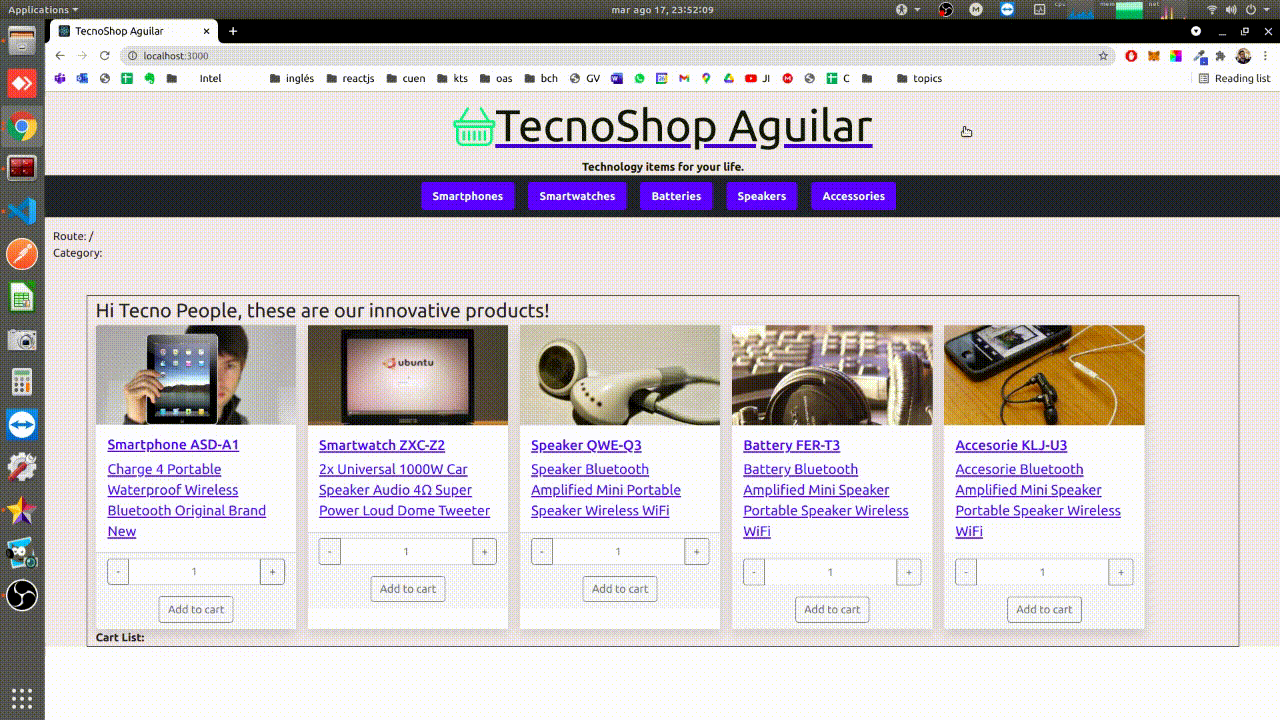 Applications
mar ago 17, 23:52:09
TecnoShop Aguilar
localhost:3000
Intel
inglés
reactjs
cuen
kts
oas
bch
GV
JI
C
topics
Reading list
TecnoShop Aguilar
Technology items for your life.
Smartphones
Smartwatches
Batteries
Speakers
Accessories
Route: /
Category:
Hi Tecno People, these are our innovative products!
ubuntu
Smartphone ASD-A1
Charge 4 Portable
Waterproof Wireless
Bluetooth Original Brand
New
- 1 +
Add to cart
Smartwatch ZXC-Z2
2x Universal 1000W Car
Speaker Audio 4Ω Super
Power Loud Dome Tweeter
- 1 +
Add to cart
Speaker QWE-Q3
Speaker Bluetooth
Amplified Mini Portable
Speaker Wireless WiFi
- 1 +
Add to cart
Battery FER-T3
Battery Bluetooth
Amplified Mini Speaker
Portable Speaker Wireless
WiFi
- 1 +
Add to cart
Accesorie KLJ-U3
Accesorie Bluetooth
Amplified Mini Speaker
Portable Speaker Wireless
WiFi
- 1 +
Add to cart
Cart List: